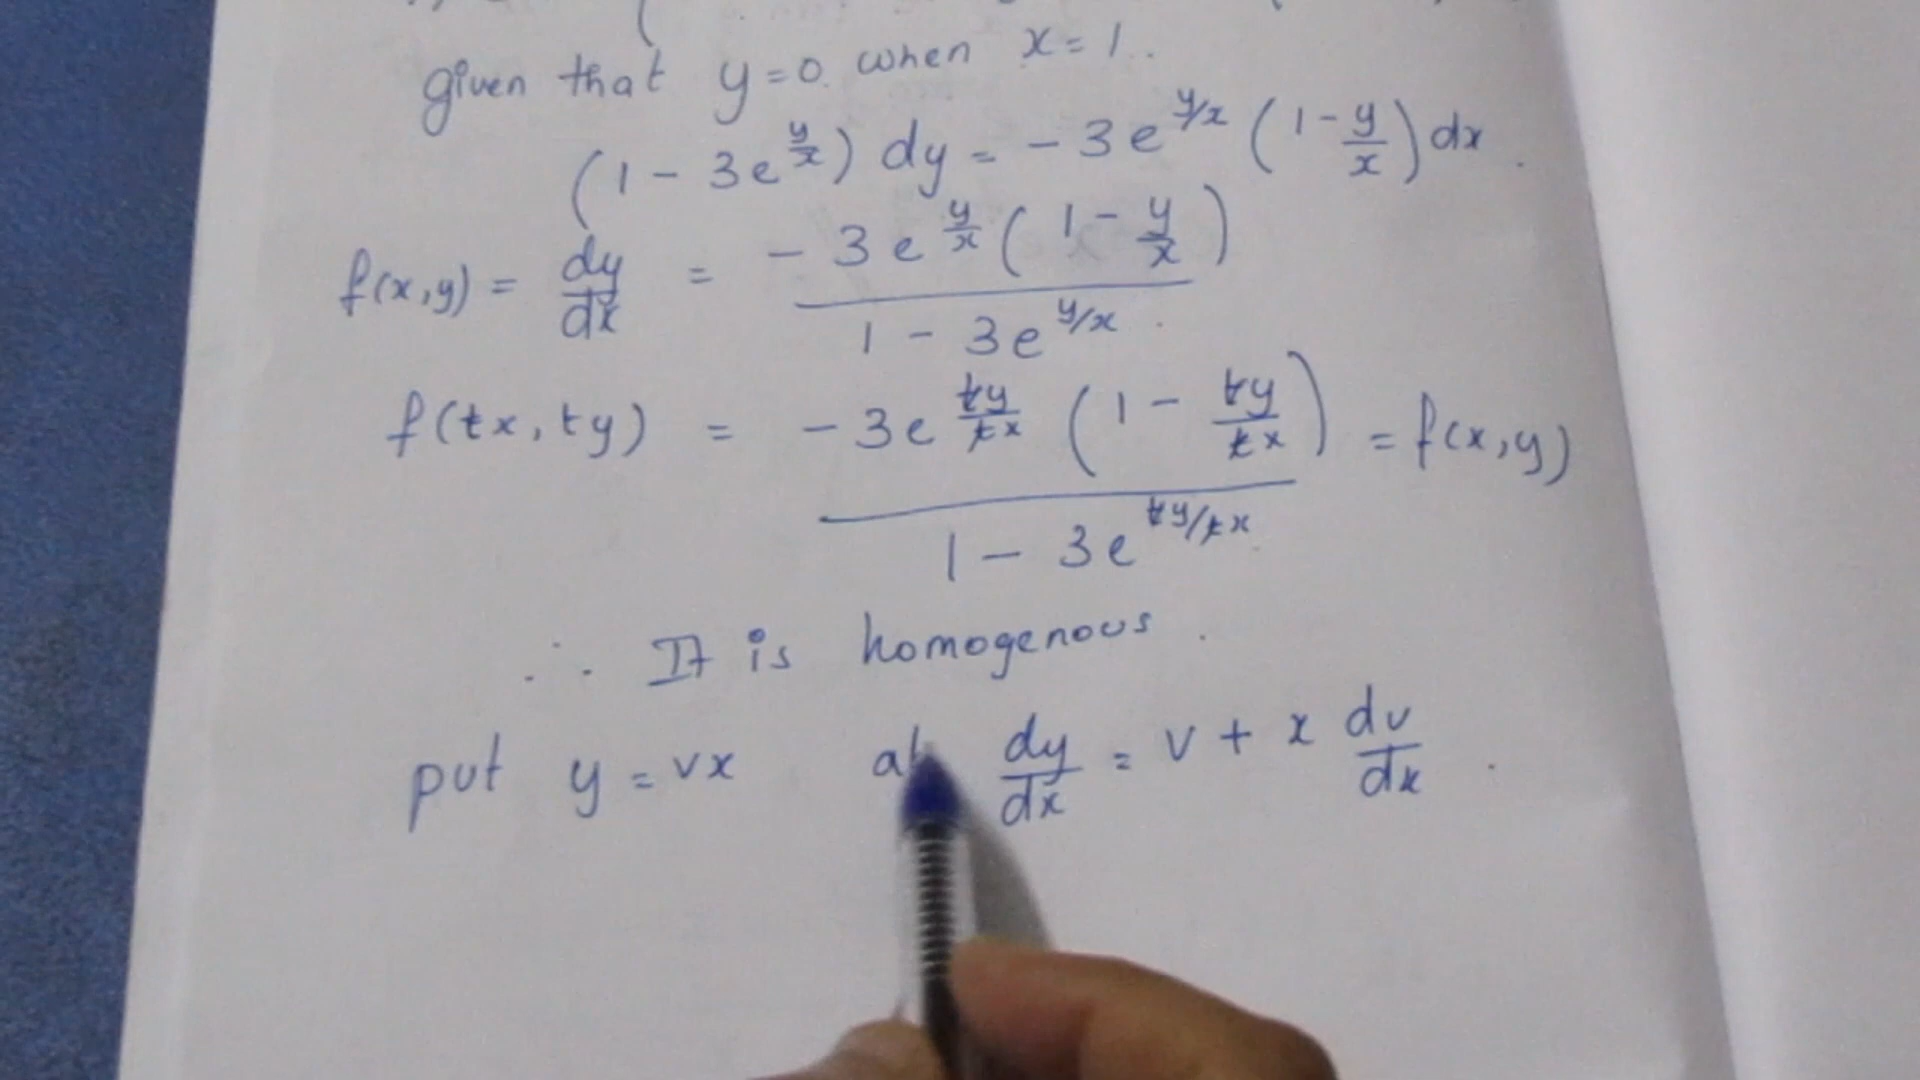 given that y=0 when x=1.
(1 - 3e^{y/x}) dy = -3e^{y/x} (1 - y/x) dx.
f(x,y) = dy/dx = -3e^{y/x} (1 - y/x) / 1 - 3e^{y/x}.
f(tx, ty) = -3e^{ty/tx} (1 - ty/tx) / 1 - 3e^{ty/tx} = f(x,y)
∴ It is homogenous.
put y = vx dy/dx = v + x dv/dx.